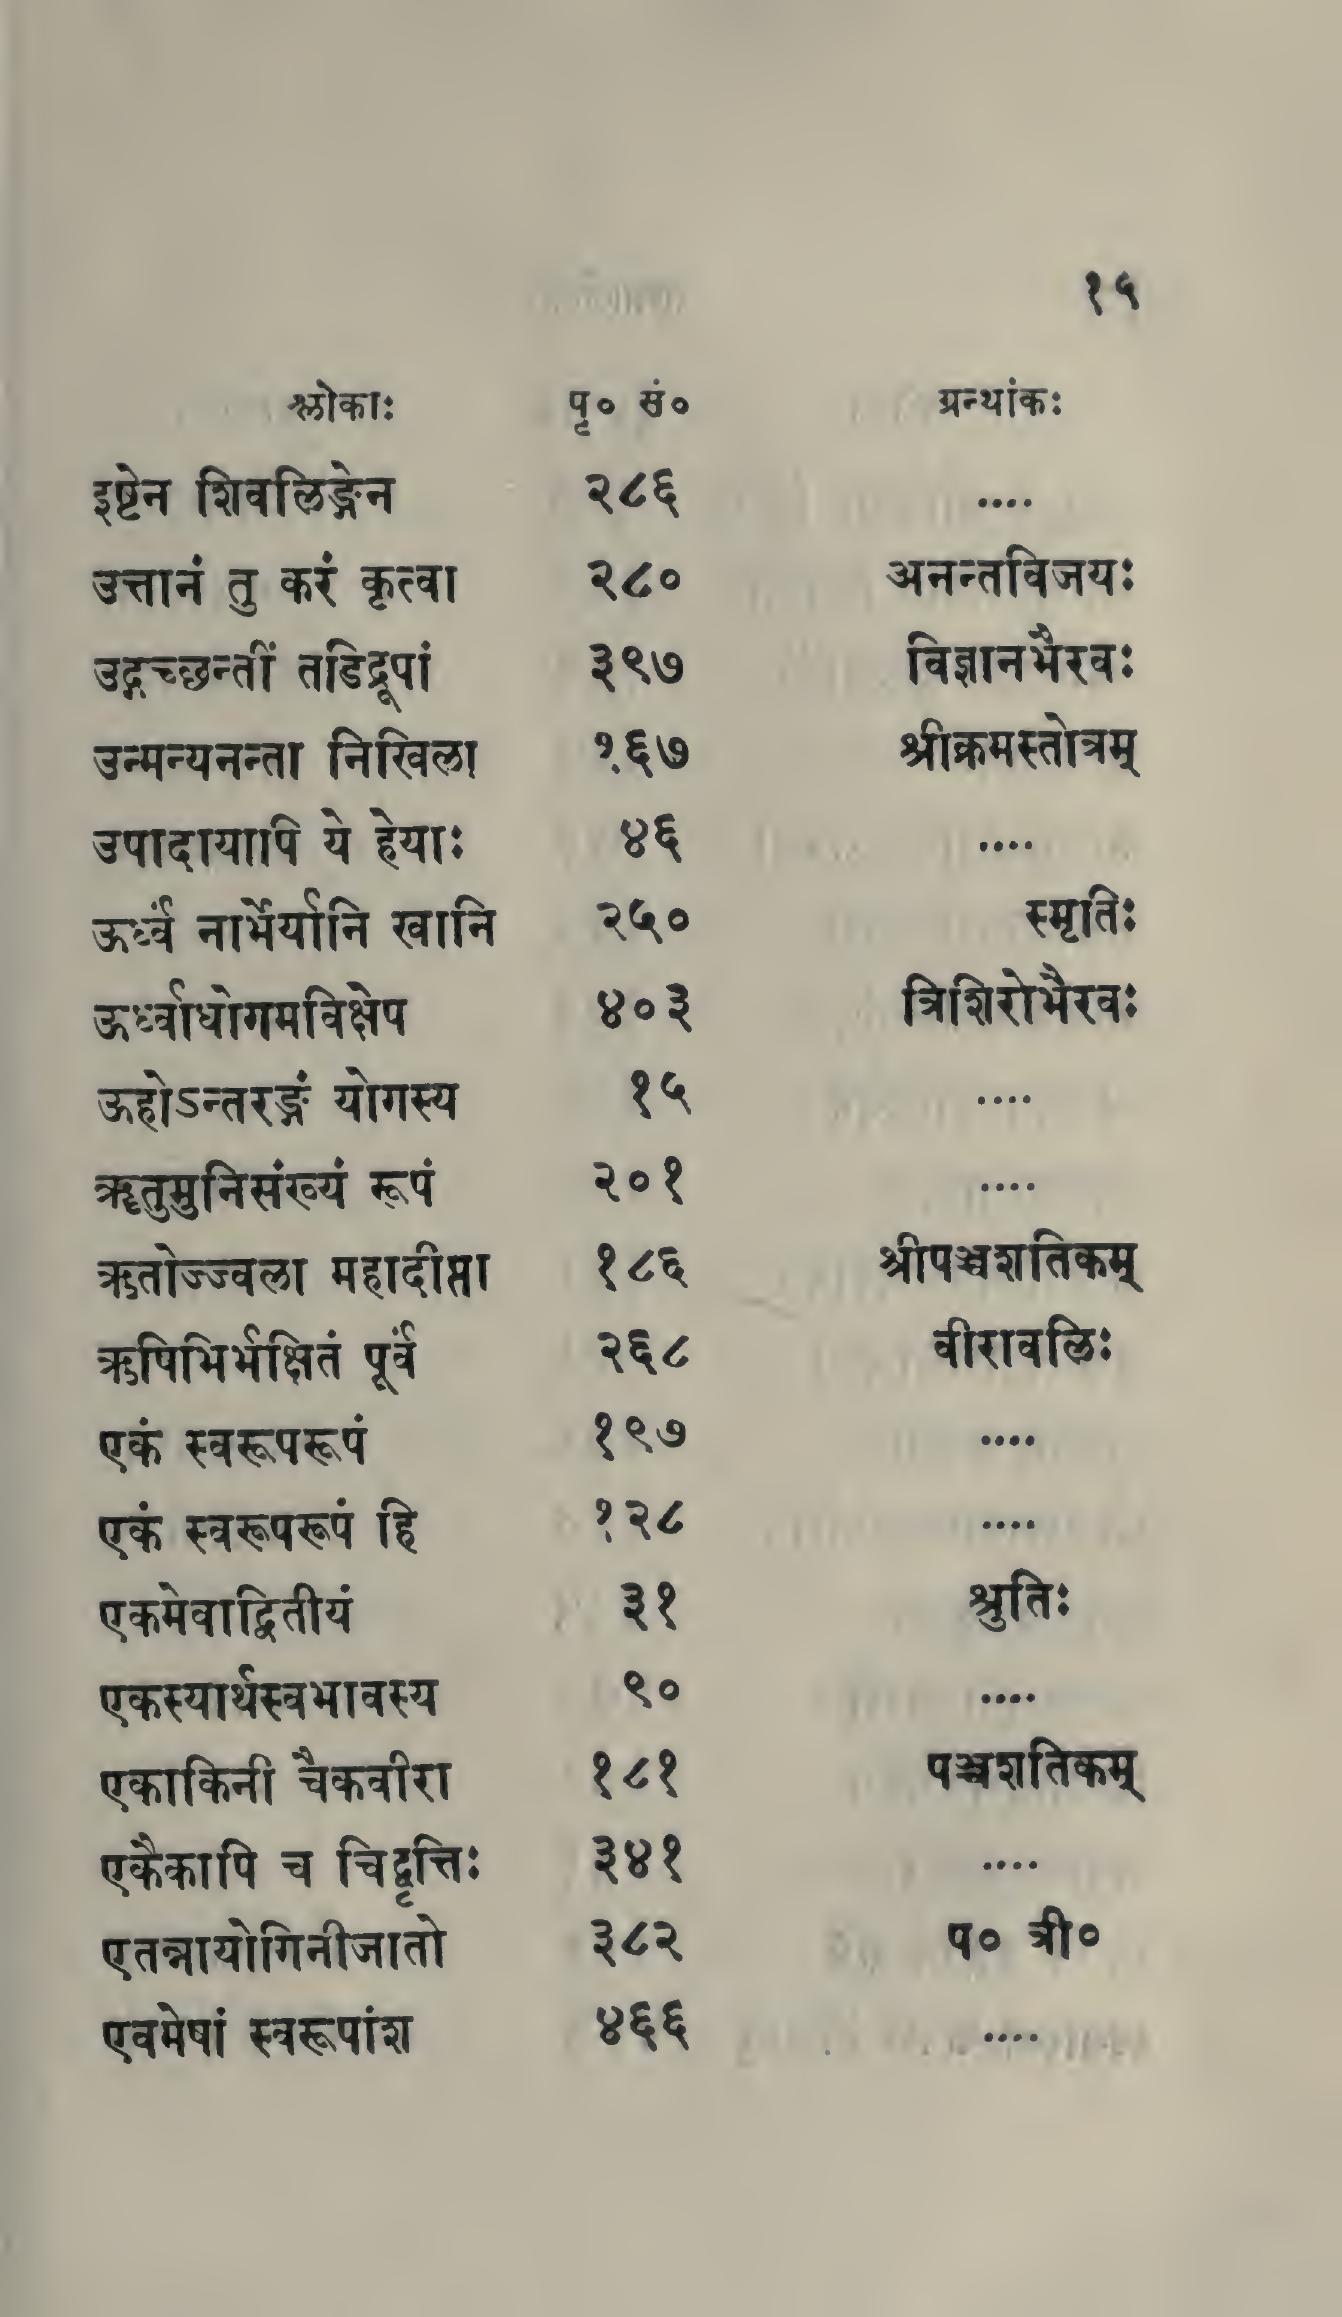 १५
श्लोकाः पृ० सं० ग्रन्थांकः
इष्टेन शिवलिङ्गेन २८६ ....
उत्तानं तु करं कृत्वा २८० अनन्तविजयः
उद्गच्छन्तीं तडिद्रूपां ३९७ विज्ञानभैरवः
उन्मन्यनन्ता निखिला १६७ श्रीक्रमस्तोत्रम्
उपादायापि ये हेयाः ४६ ....
ऊर्ध्वं नाभेर्यानि खानि २५० स्मृतिः
ऊर्ध्वाधोगमविक्षेप ४०३ त्रिशिरोभैरवः
ऊहोऽन्तरङ्गं योगस्य १५ ....
ॠतुमुनिसंख्यं रूपं २०१ ....
ऋतोज्ज्वला महादीप्ता १८६ श्रीपञ्चशतिकम्
ऋषिभिर्भक्षितं पूर्वं २६८ वीरावलिः
एकं स्वरूपरूपं १९७ ....
एकं स्वरूपरूपं हि १२८ ....
एकमेवाद्वितीयं ३१ श्रुतिः
एकस्यार्थस्वभावस्य ९० ....
एकाकिनी चैकवीरा १८१ पञ्चशतिकम्
एकैकापि च चिद्वृत्तिः ३४१ ....
एतन्नायोगिनीजातो ३८२ प० त्री०
एवमेषां स्वरूपांश ४६६ ....